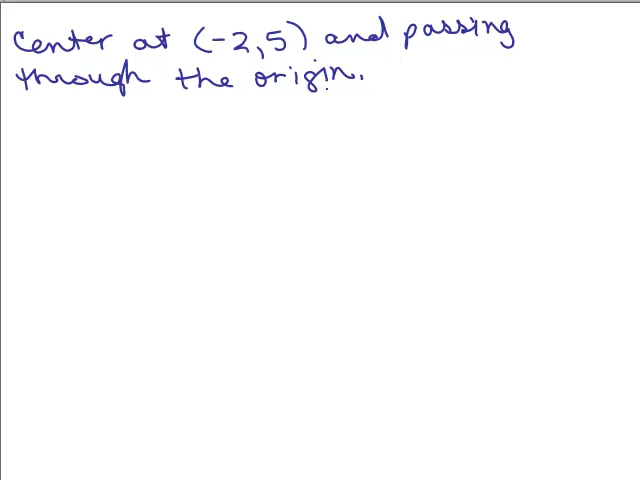 Center at (-2,5) and passing
through the origin.